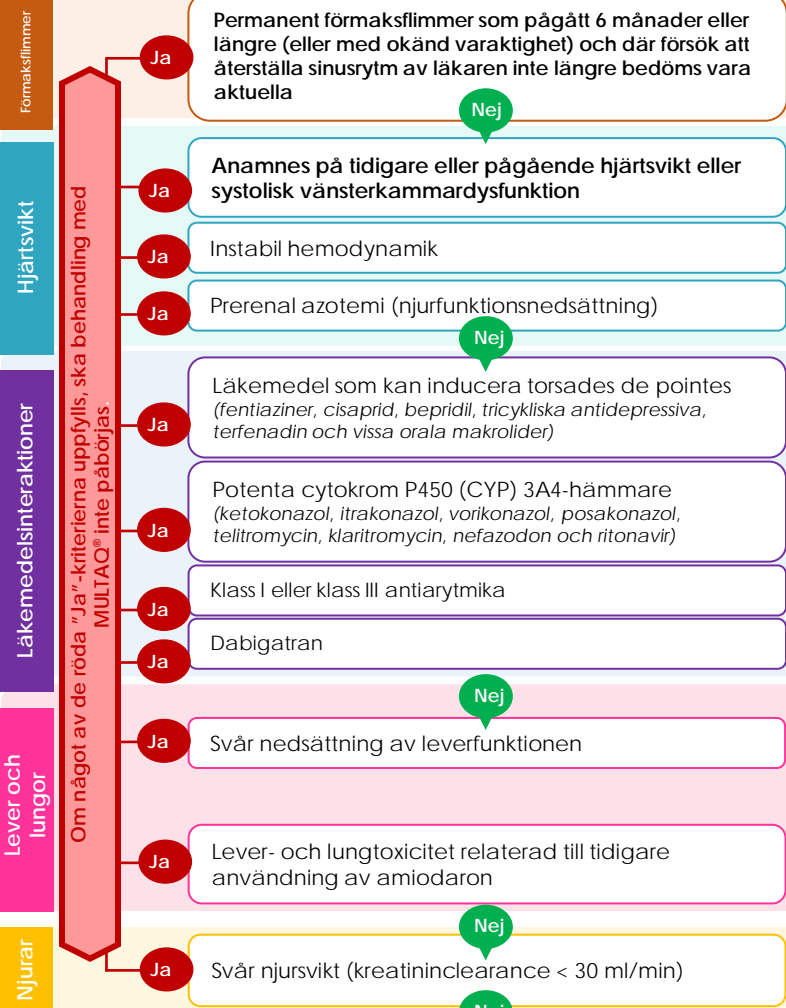 Förmaksflimmer
Ja
Permanent förmaksflimmer som pågått 6 månader eller
längre (eller med okänd varaktighet) och där försök att
återställa sinusrytm av läkaren inte längre bedöms vara
aktuella
Nej
Om något av de röda "Ja"-kriterierna uppfylls, ska behandling med
MULTAQ® inte påbörjas.
Hjärtsvikt
Ja
Anamnes på tidigare eller pågående hjärtsvikt eller
systolisk vänsterkammardysfunktion
Ja
Instabil hemodynamik
Ja
Prerenal azotemi (njurfunktionsnedsättning)
Nej
Läkemedelsinteraktioner
Ja
Läkemedel som kan inducera torsades de pointes
(fentiaziner, cisaprid, bepridil, tricykliska antidepressiva,
terfenadin och vissa orala makrolider)
Ja
Potenta cytokrom P450 (CYP) 3A4-hämmare
(ketokonazol, itrakonazol, vorikonazol, posakonazol,
telitromycin, klaritromycin, nefazodon och ritonavir)
Ja
Klass I eller klass III antiarytmika
Ja
Dabigatran
Nej
Lever och
lungor
Ja
Svår nedsättning av leverfunktionen
Ja
Lever- och lungtoxicitet relaterad till tidigare
användning av amiodaron
Nej
Njurar
Ja
Svår njursvikt (kreatininclearance < 30 ml/min)
Nej